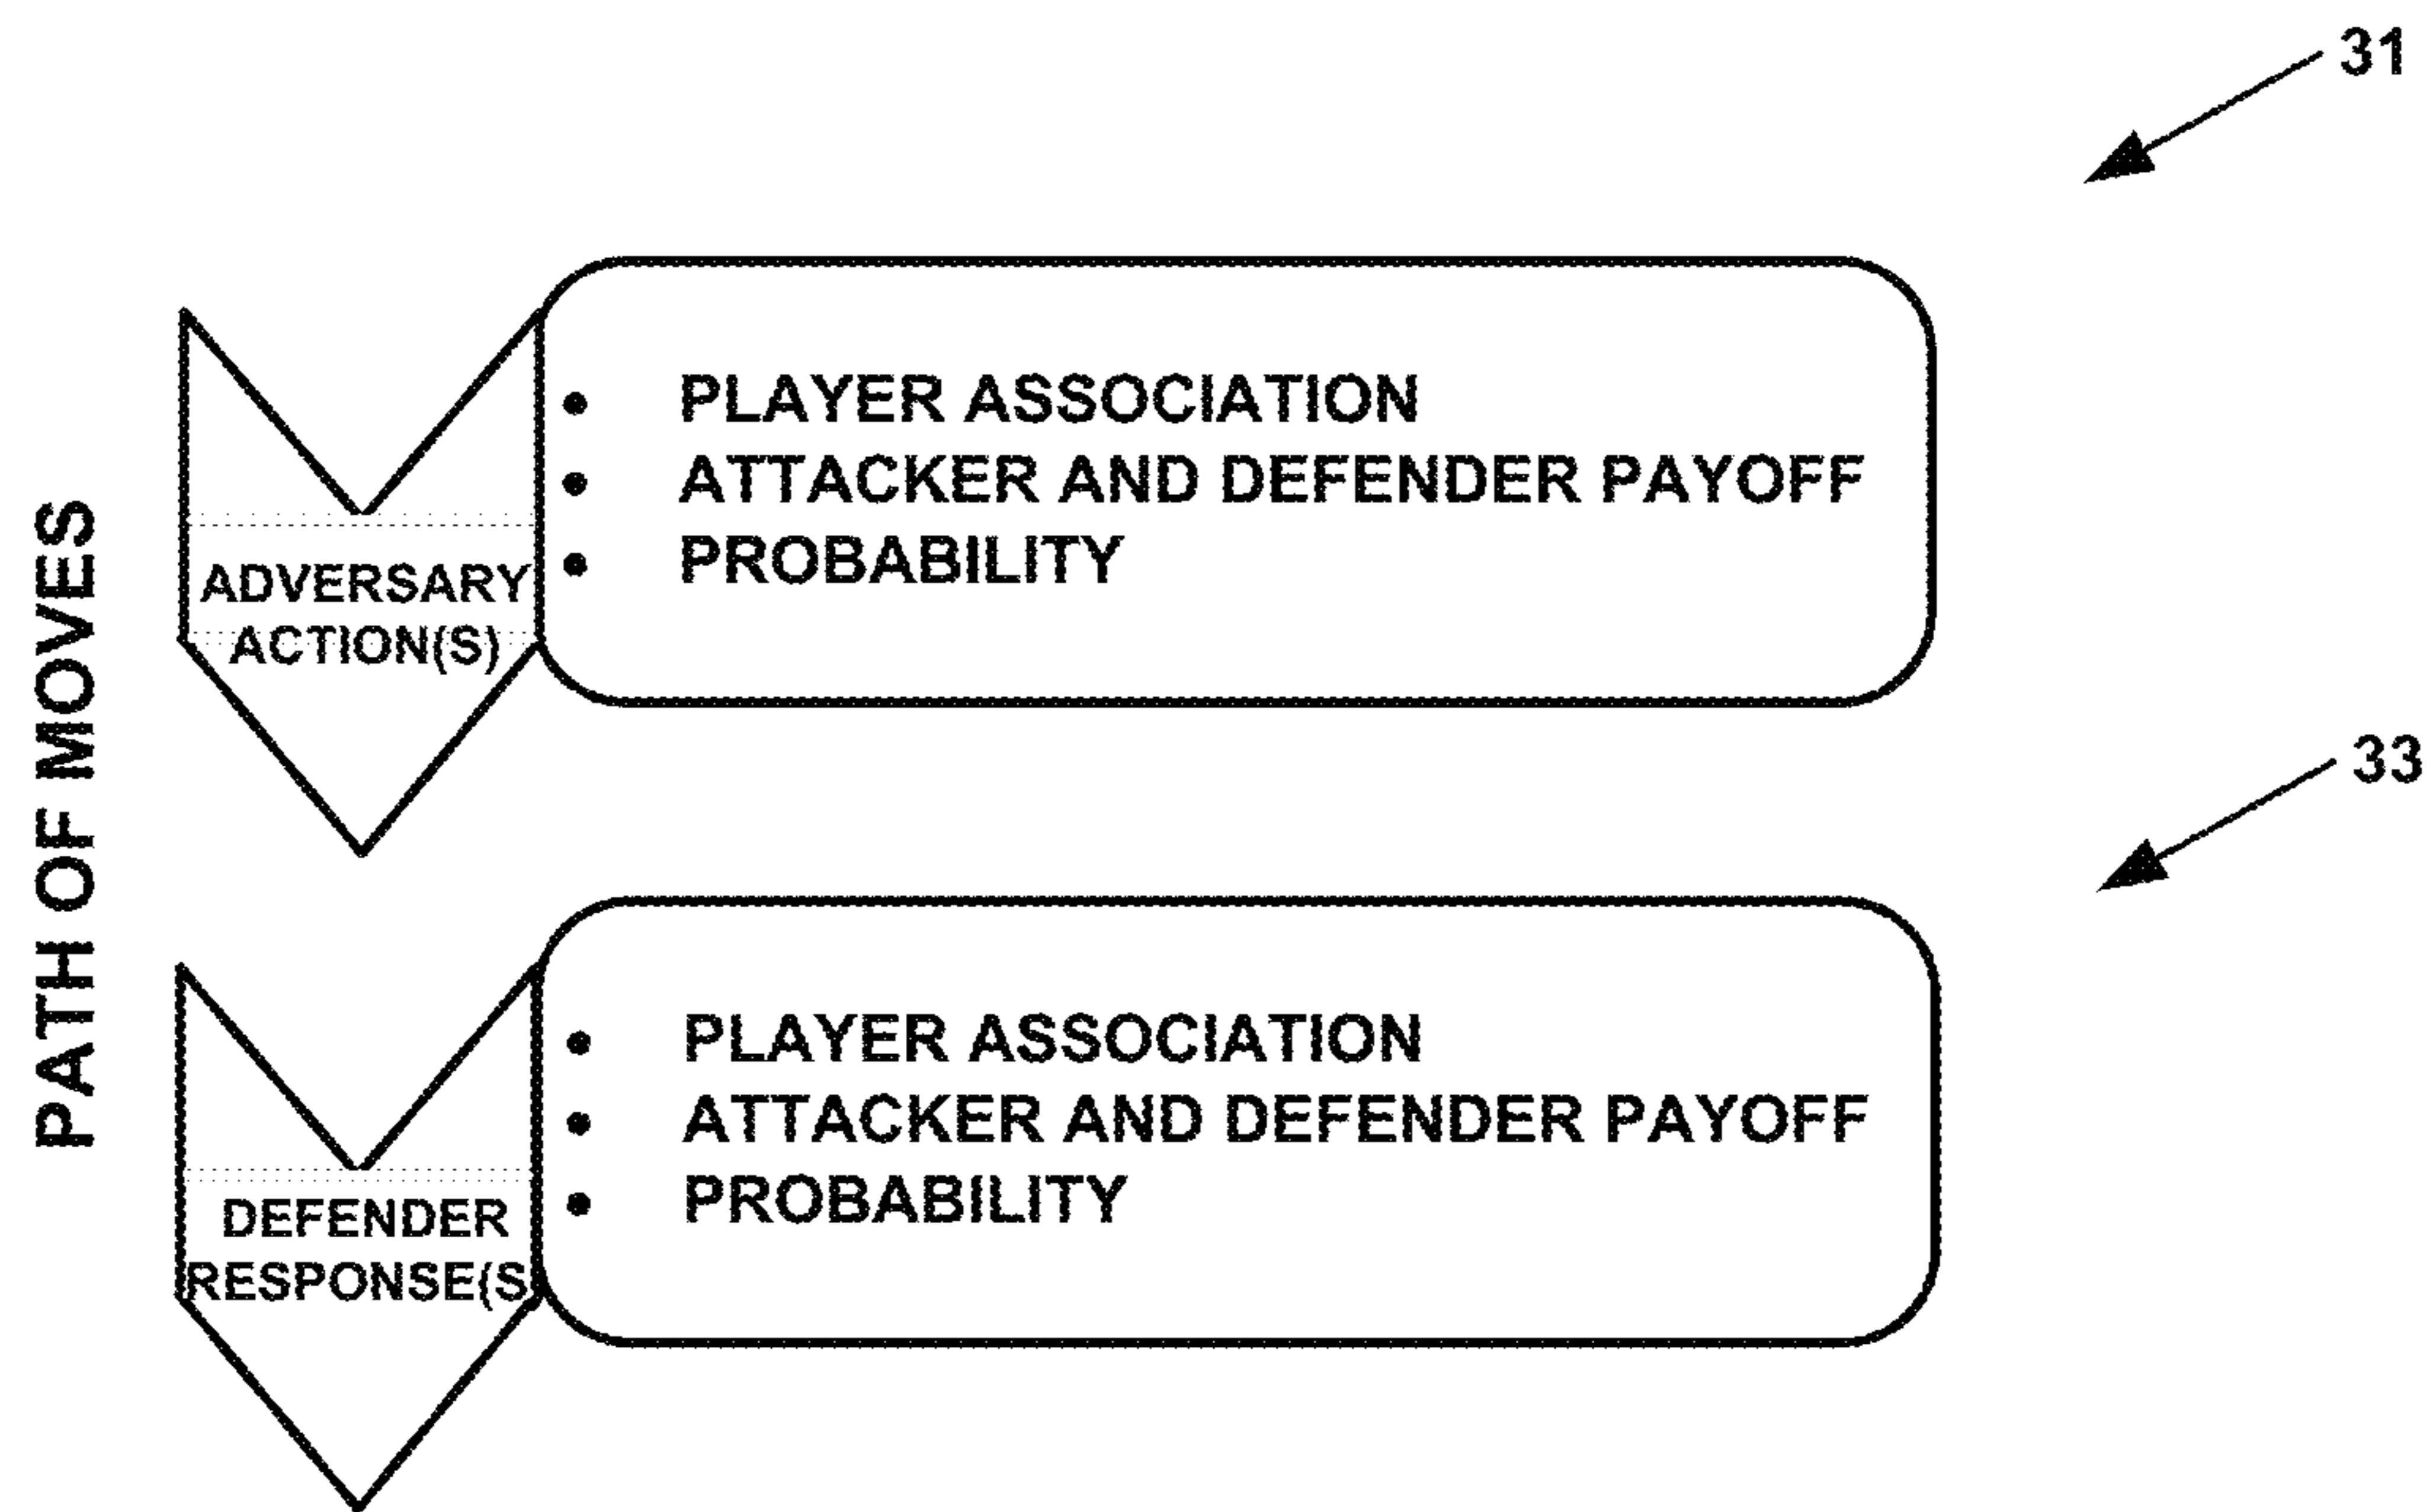 31
PATH OF MOVES
ADVERSARY
ACTION(S)
• PLAYER ASSOCIATION
• ATTACKER AND DEFENDER PAYOFF
• PROBABILITY
33
DEFENDER
RESPONSE(S
• PLAYER ASSOCIATION
• ATTACKER AND DEFENDER PAYOFF
• PROBABILITY